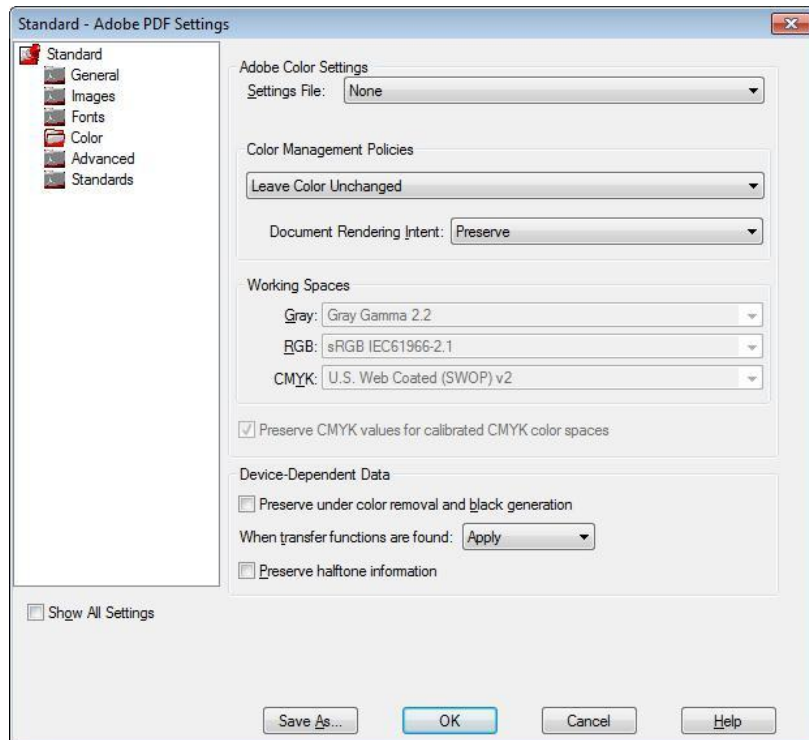 Standard - Adobe PDF Settings
Standard
General
Images
Fonts
Color
Advanced
Standards
Show All Settings
Adobe Color Settings
Settings File: None
Color Management Policies
Leave Color Unchanged
Document Rendering Intent: Preserve
Working Spaces
Gray: Gray Gamma 2.2
RGB: sRGB IEC61966-2.1
CMYK: U.S. Web Coated (SWOP) v2
Preserve CMYK values for calibrated CMYK color spaces
Device-Dependent Data
Preserve under color removal and black generation
When transfer functions are found: Apply
Preserve halftone information
Save As... OK Cancel Help